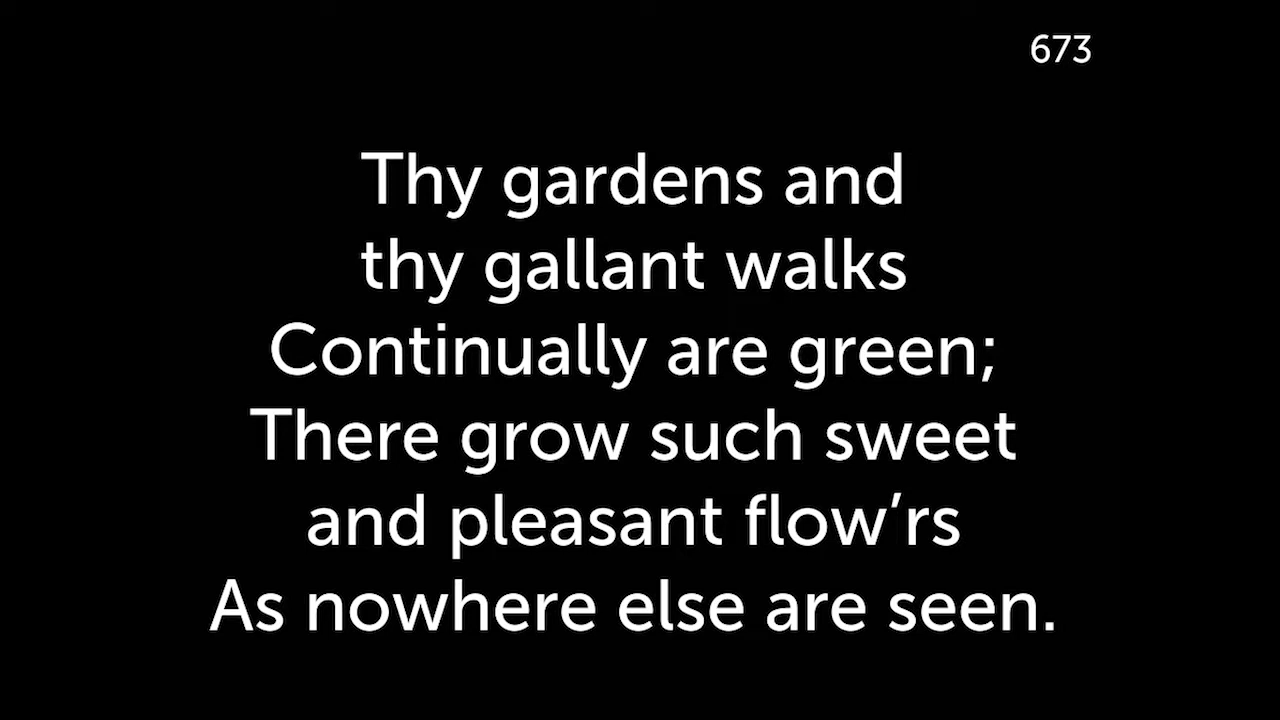 673
Thy gardens and
thy gallant walks
Continually are green;
There grow such sweet
and pleasant flow’rs
As nowhere else are seen.